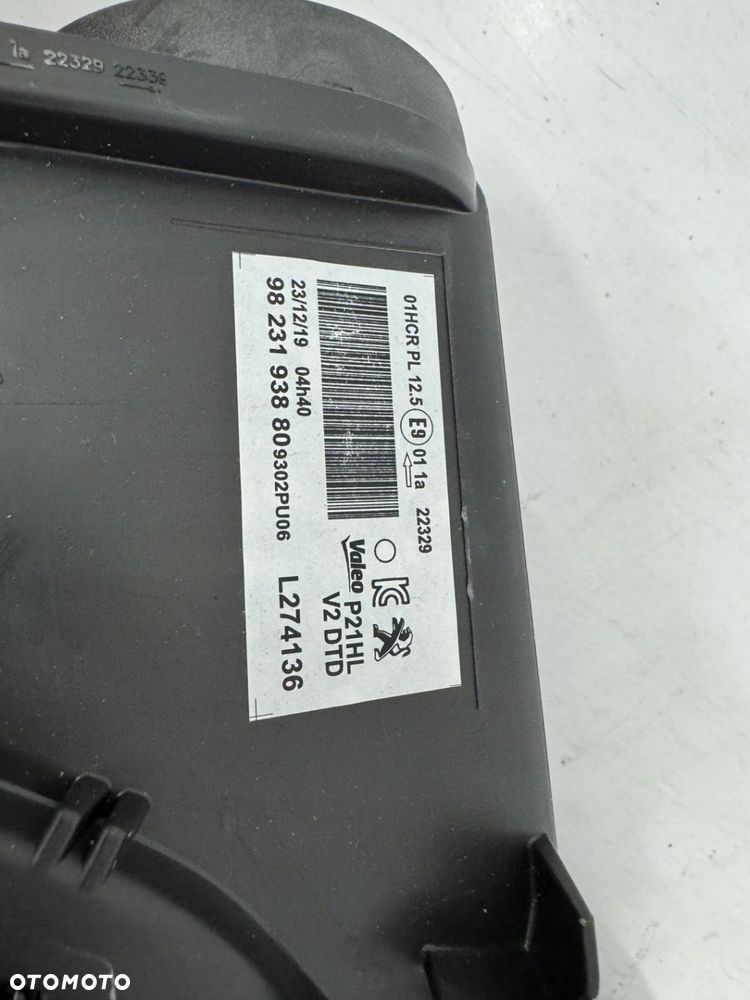 1a 22329 22339
01HCR PL 12.5 E9 01 1a 22329
Valeo P21HL
V2 DTD
23/12/19 04h40
98 231 938 80 9302PU06 L274136
OTOMOTO